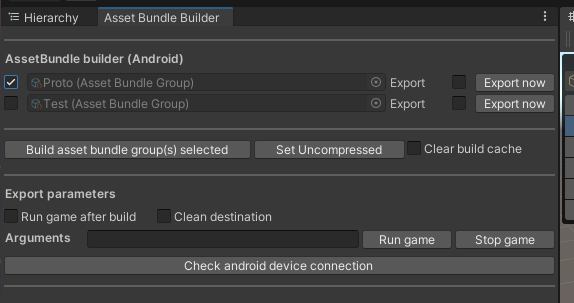 Hierarchy Asset Bundle Builder
AssetBundle builder (Android)
Proto (Asset Bundle Group) Export Export now
Test (Asset Bundle Group) Export Export now
Build asset bundle group(s) selected Set Uncompressed Clear build cache
Export parameters
Run game after build Clean destination
Arguments Run game Stop game
Check android device connection